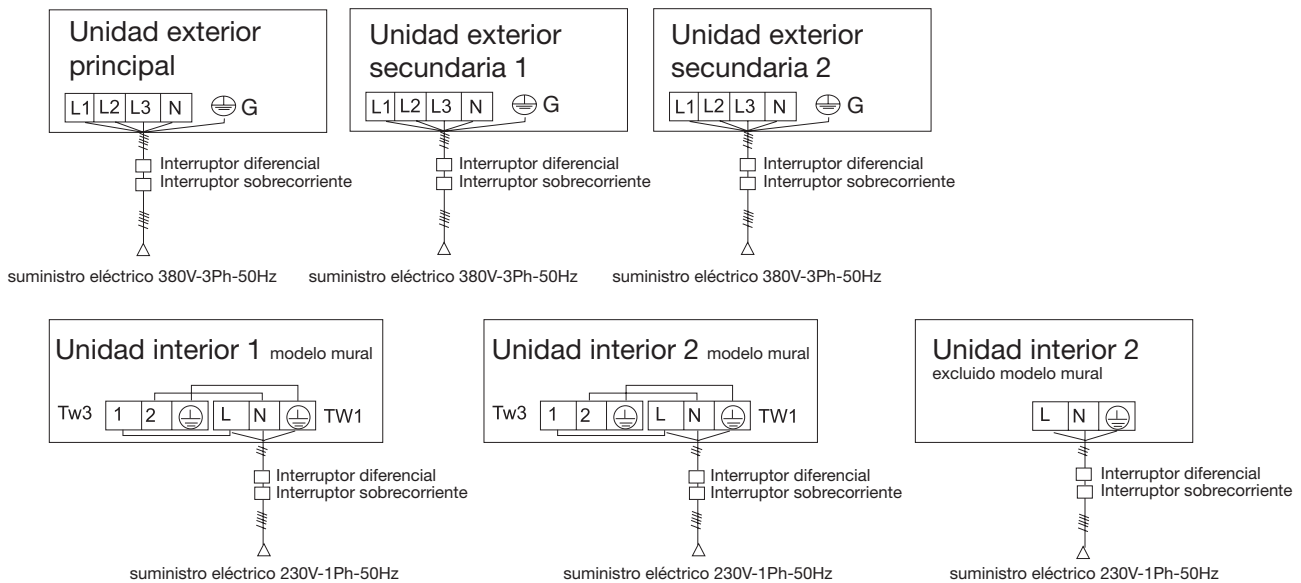 Unidad exterior
principal
L1 L2 L3 N G
Interruptor diferencial
Interruptor sobrecorriente
suministro eléctrico 380V-3Ph-50Hz
Unidad exterior
secundaria 1
L1 L2 L3 N G
Interruptor diferencial
Interruptor sobrecorriente
suministro eléctrico 380V-3Ph-50Hz
Unidad exterior
secundaria 2
L1 L2 L3 N G
Interruptor diferencial
Interruptor sobrecorriente
suministro eléctrico 380V-3Ph-50Hz
Unidad interior 1 modelo mural
Tw3 1 2 L N TW1
Interruptor diferencial
Interruptor sobrecorriente
suministro eléctrico 230V-1Ph-50Hz
Unidad interior 2 modelo mural
Tw3 1 2 L N TW1
Interruptor diferencial
Interruptor sobrecorriente
suministro eléctrico 230V-1Ph-50Hz
Unidad interior 2
excluido modelo mural
L N
Interruptor diferencial
Interruptor sobrecorriente
suministro eléctrico 230V-1Ph-50Hz